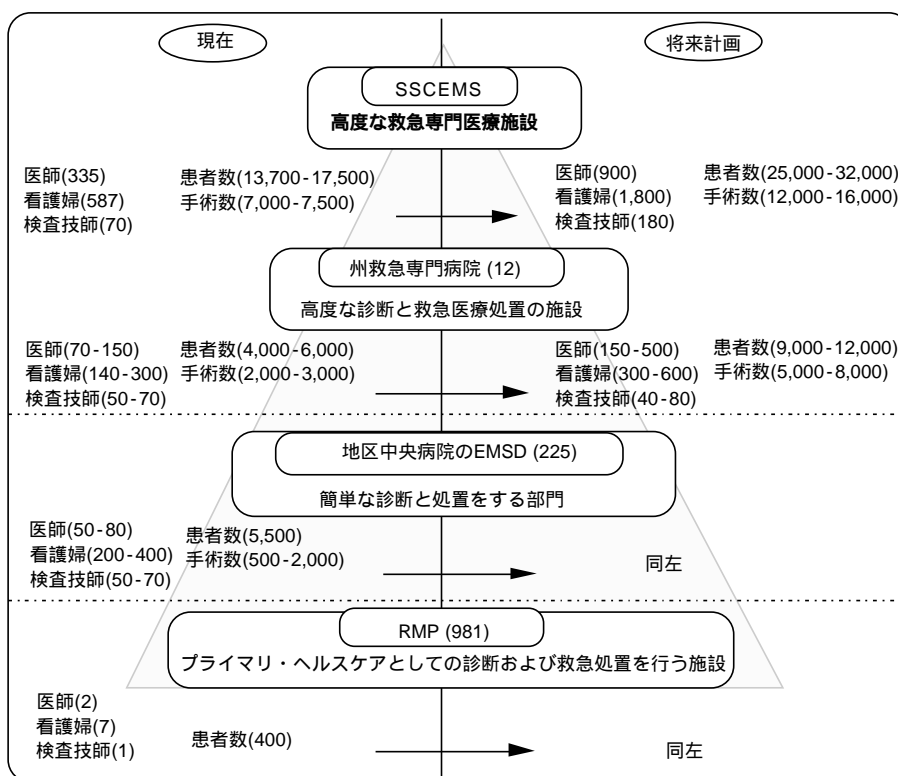 現在
将来計画
SSCEMS
高度な救急専門医療施設
医師(335)
看護婦(587)
検査技師(70)
患者数(13,700-17,500)
手術数(7,000-7,500)
医師(900)
看護婦(1,800)
検査技師(180)
患者数(25,000-32,000)
手術数(12,000-16,000)
州救急専門病院 (12)
高度な診断と救急医療処置の施設
医師(70-150)
看護婦(140-300)
検査技師(50-70)
患者数(4,000-6,000)
手術数(2,000-3,000)
医師(150-500)
看護婦(300-600)
検査技師(40-80)
患者数(9,000-12,000)
手術数(5,000-8,000)
地区中央病院のEMSD (225)
簡単な診断と処置をする部門
医師(50-80)
看護婦(200-400)
検査技師(50-70)
患者数(5,500)
手術数(500-2,000)
同左
RMP (981)
プライマリ・ヘルスケアとしての診断および救急処置を行う施設
医師(2)
看護婦(7)
検査技師(1)
患者数(400)
同左